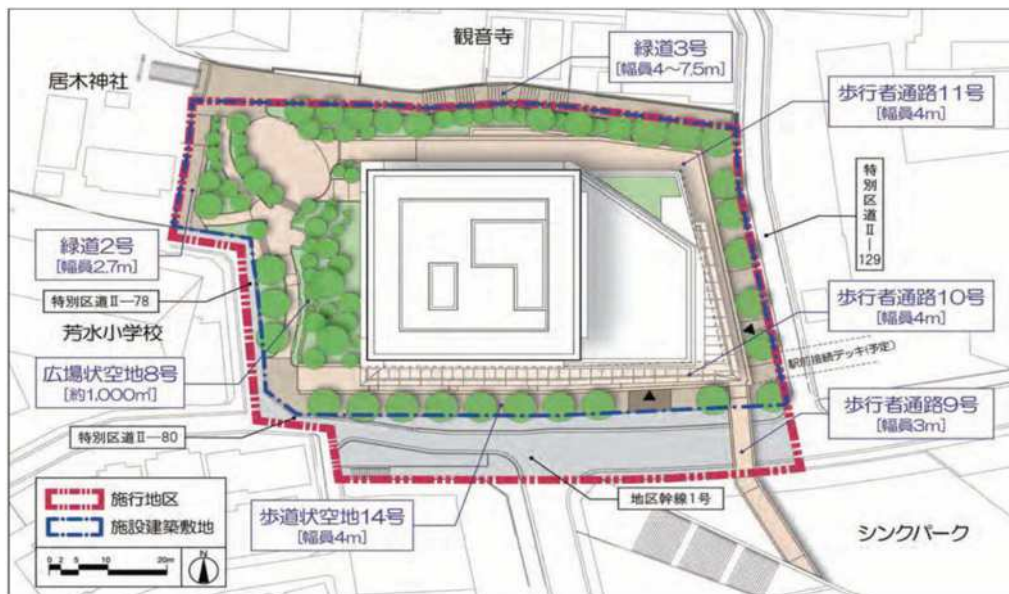 観音寺
居木神社
緑道3号
[幅員4〜7.5m]
歩行者通路11号
[幅員4m]
特別区道Ⅱ—129
緑道2号
[幅員2.7m]
特別区道Ⅱ—78
芳水小学校
歩行者通路10号
[幅員4m]
駅前接続デッキ(予定)
広場状空地8号
[約1,000㎡]
歩行者通路9号
[幅員3m]
特別区道Ⅱ—80
地区幹線1号
歩道状空地14号
[幅員4m]
シンクパーク
施行地区
施設建築敷地
0 2 5 10 20m
N